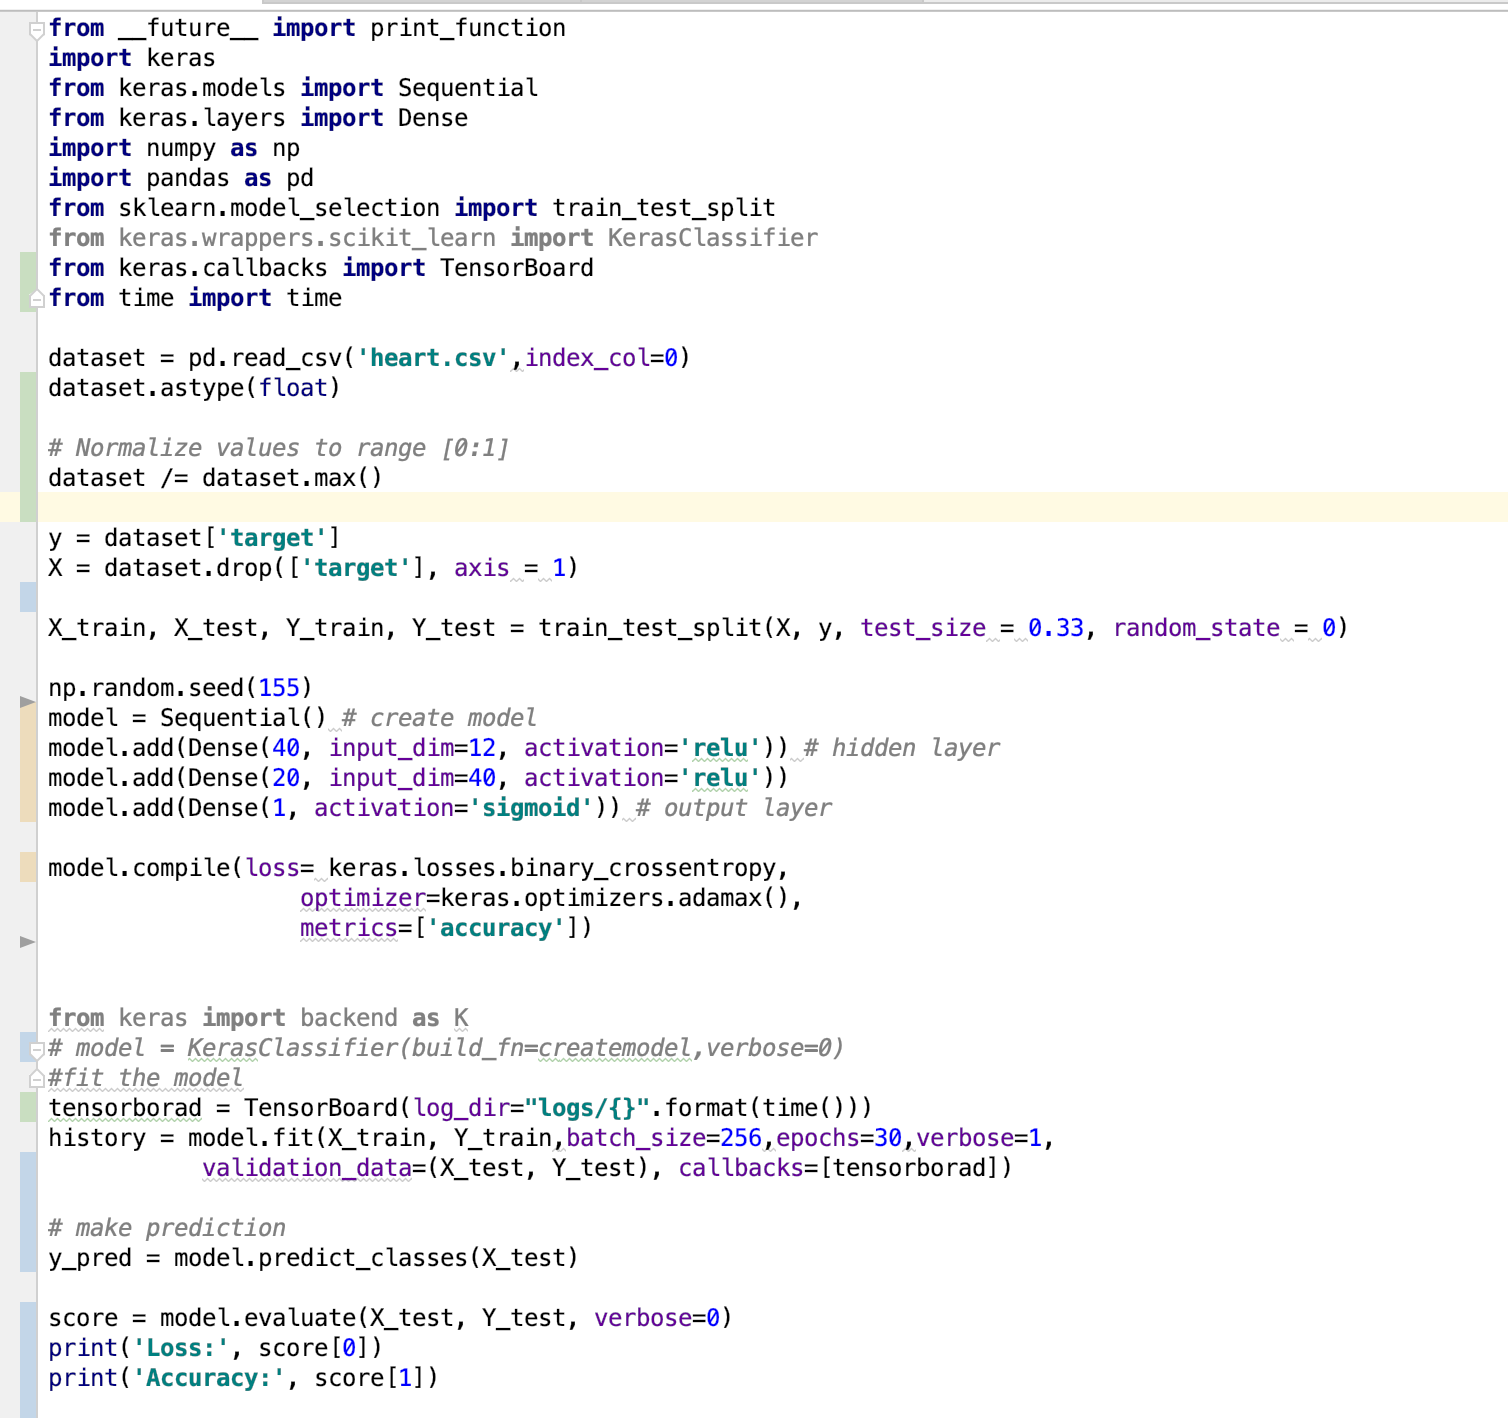 from __future__ import print_function
import keras
from keras.models import Sequential
from keras.layers import Dense
import numpy as np
import pandas as pd
from sklearn.model_selection import train_test_split
from keras.wrappers.scikit_learn import KerasClassifier
from keras.callbacks import TensorBoard
from time import time
dataset = pd.read_csv('heart.csv',index_col=0)
dataset.astype(float)
# Normalize values to range [0:1]
dataset /= dataset.max()
y = dataset['target']
X = dataset.drop(['target'], axis = 1)
X_train, X_test, Y_train, Y_test = train_test_split(X, y, test_size = 0.33, random_state = 0)
np.random.seed(155)
model = Sequential() # create model
model.add(Dense(40, input_dim=12, activation='relu')) # hidden layer
model.add(Dense(20, input_dim=40, activation='relu'))
model.add(Dense(1, activation='sigmoid')) # output layer
model.compile(loss= keras.losses.binary_crossentropy,
optimizer=keras.optimizers.adamax(),
metrics=['accuracy'])
from keras import backend as K
# model = KerasClassifier(build_fn=createmodel,verbose=0)
#fit the model
tensorborad = TensorBoard(log_dir="logs/{}".format(time()))
history = model.fit(X_train, Y_train,batch_size=256,epochs=30,verbose=1,
validation_data=(X_test, Y_test), callbacks=[tensorborad])
# make prediction
y_pred = model.predict_classes(X_test)
score = model.evaluate(X_test, Y_test, verbose=0)
print('Loss:', score[0])
print('Accuracy:', score[1])